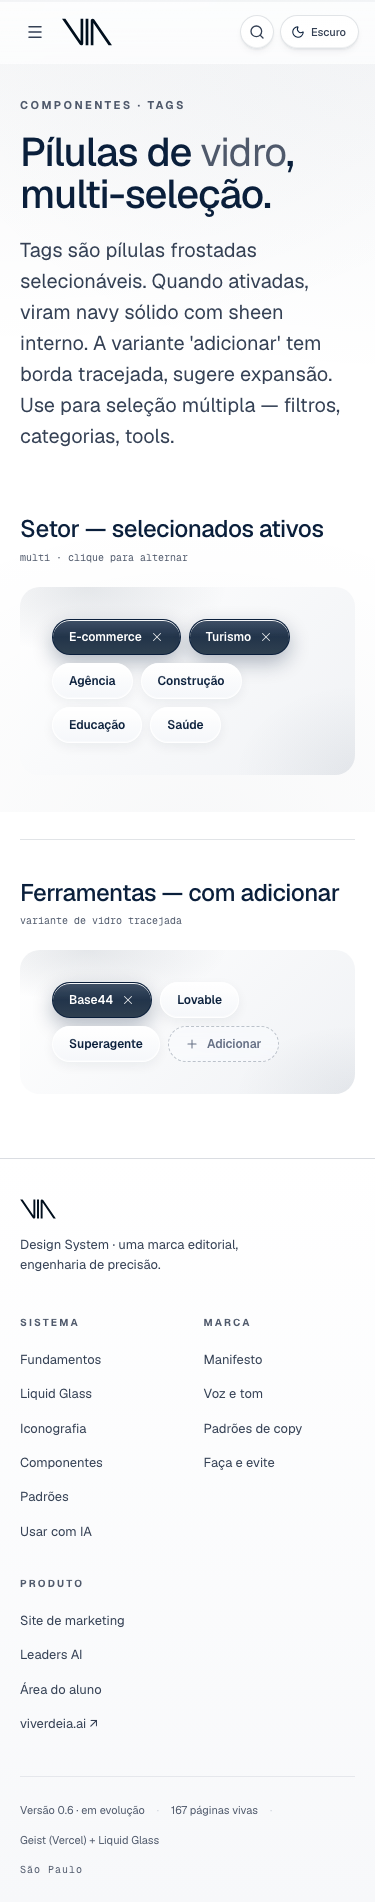 VIA
Escuro
COMPONENTES · TAGS
Pílulas de vidro,
multi-seleção.
Tags são pílulas frostadas
selecionáveis. Quando ativadas,
viram navy sólido com sheen
interno. A variante 'adicionar' tem
borda tracejada, sugere expansão.
Use para seleção múltipla — filtros,
categorias, tools.
Setor — selecionados ativos
multi · clique para alternar
E-commerce
Turismo
Agência
Construção
Educação
Saúde
Ferramentas — com adicionar
variante de vidro tracejada
Base44
Lovable
Superagente
Adicionar
VIA
Design System · uma marca editorial,
engenharia de precisão.
SISTEMA
Fundamentos
Liquid Glass
Iconografia
Componentes
Padrões
Usar com IA
MARCA
Manifesto
Voz e tom
Padrões de copy
Faça e evite
PRODUTO
Site de marketing
Leaders AI
Área do aluno
viverdeia.ai ↗
Versão 0.6 · em evolução · 167 páginas vivas ·
Geist (Vercel) + Liquid Glass
São Paulo